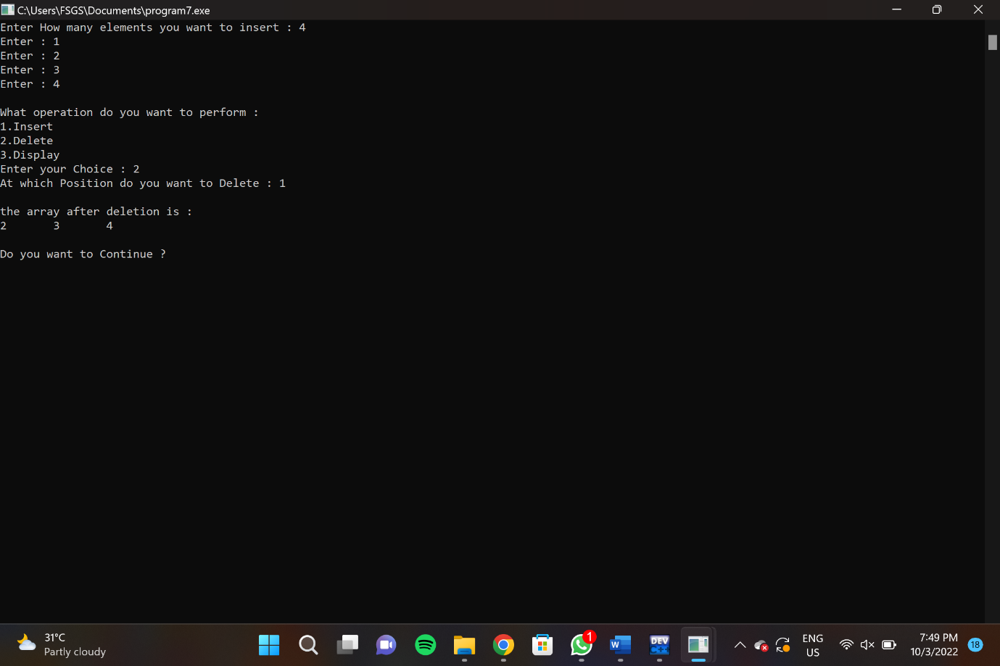 C:\Users\FSGS\Documents\program7.exe
Enter How many elements you want to insert : 4
Enter : 1
Enter : 2
Enter : 3
Enter : 4
What operation do you want to perform :
1.Insert
2.Delete
3.Display
Enter your Choice : 2
At which Position do you want to Delete : 1
the array after deletion is :
2 3 4
Do you want to Continue ?
31°C
Partly cloudy
1
W
DEV
C++
ENG
US
7:49 PM
10/3/2022
18